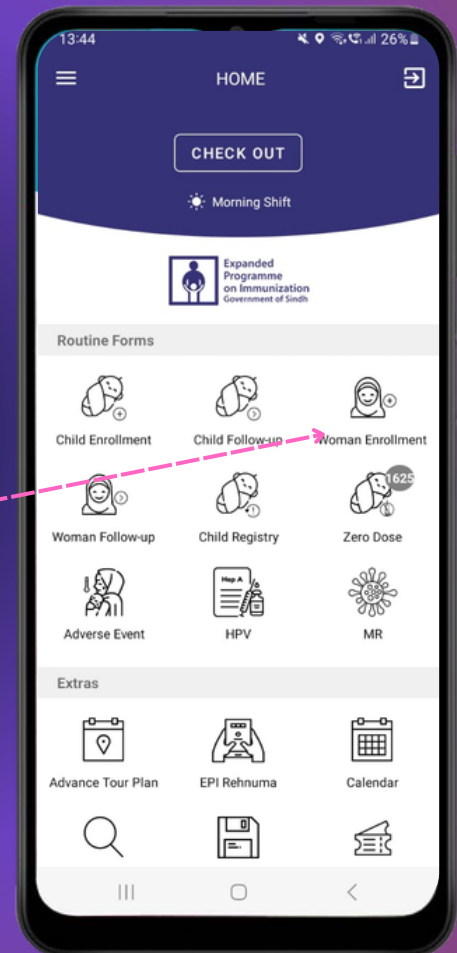 13:44 26%
HOME
CHECK OUT
Morning Shift
Expanded
Programme
on Immunization
Government of Sindh
Routine Forms
Child Enrollment Child Follow-up Woman Enrollment
1625
Woman Follow-up Child Registry Zero Dose
Hep A
Adverse Event HPV MR
Extras
Advance Tour Plan EPI Rehnuma Calendar